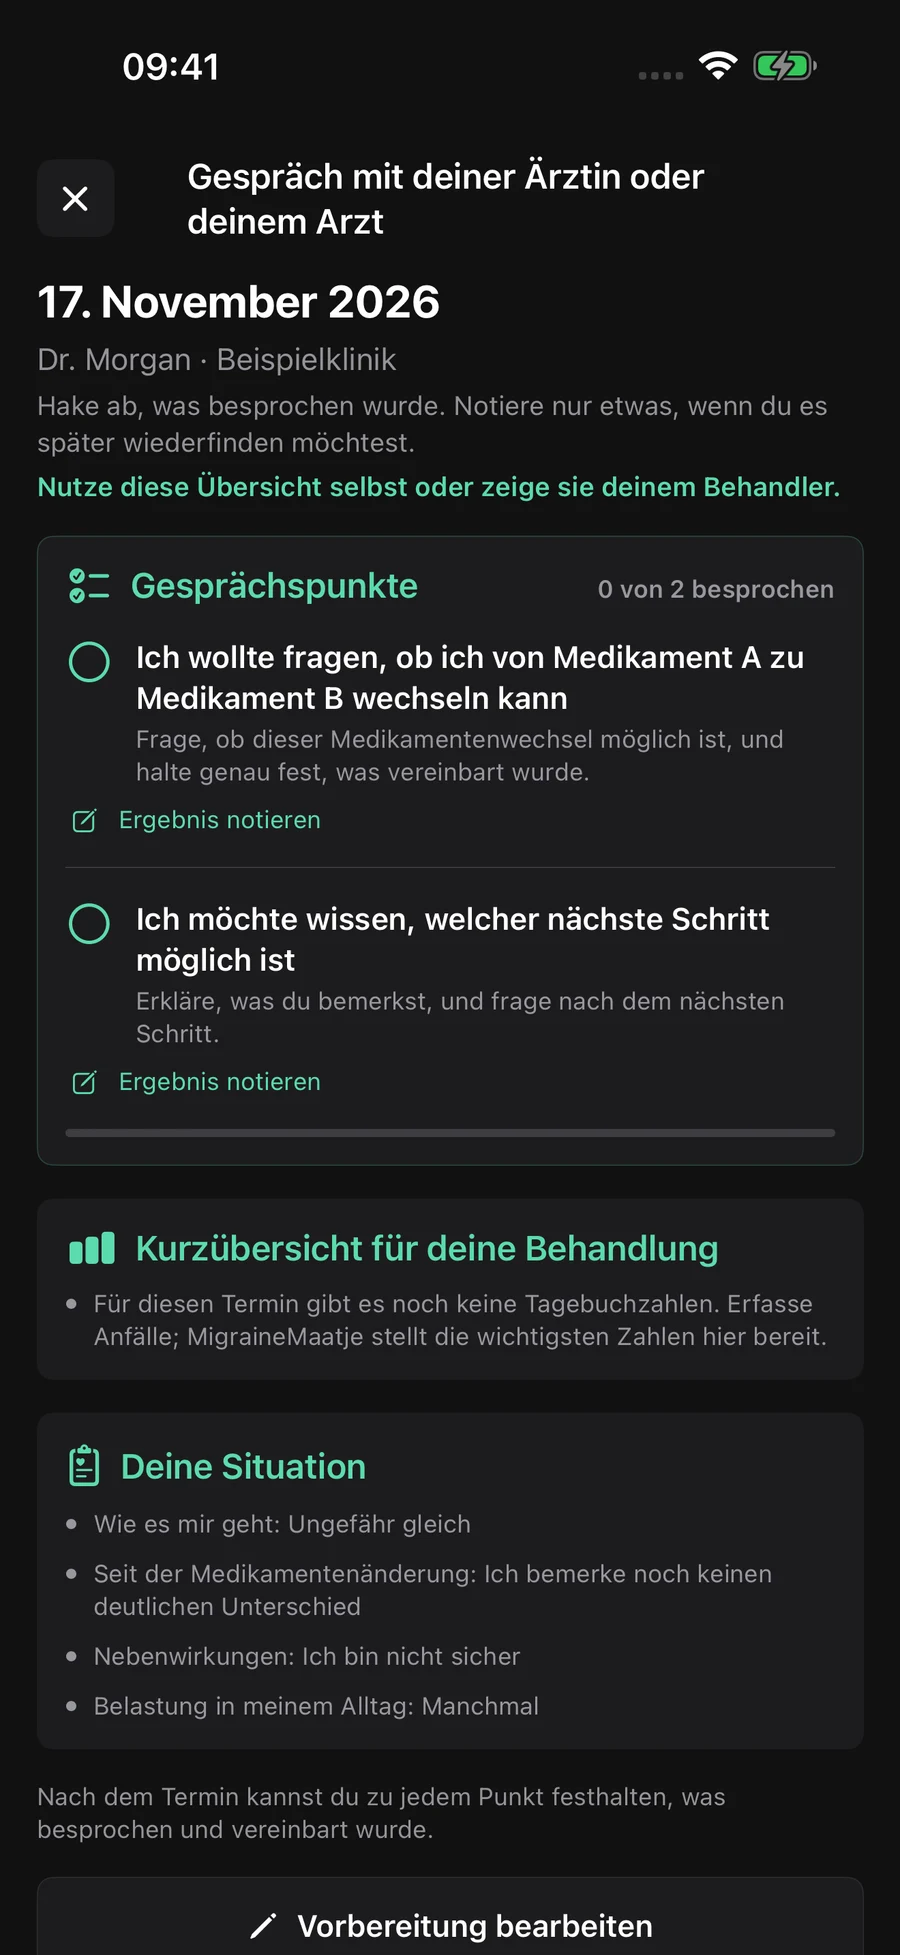 09:41
Gespräch mit deiner Ärztin oder
deinem Arzt
17. November 2026
Dr. Morgan · Beispielklinik
Hake ab, was besprochen wurde. Notiere nur etwas, wenn du es
später wiederfinden möchtest.
Nutze diese Übersicht selbst oder zeige sie deinem Behandler.
Gesprächspunkte
0 von 2 besprochen
Ich wollte fragen, ob ich von Medikament A zu
Medikament B wechseln kann
Frage, ob dieser Medikamentenwechsel möglich ist, und
halte genau fest, was vereinbart wurde.
Ergebnis notieren
Ich möchte wissen, welcher nächste Schritt
möglich ist
Erkläre, was du bemerkst, und frage nach dem nächsten
Schritt.
Ergebnis notieren
Kurzübersicht für deine Behandlung
• Für diesen Termin gibt es noch keine Tagebuchzahlen. Erfasse
Anfälle; MigraineMaatje stellt die wichtigsten Zahlen hier bereit.
Deine Situation
• Wie es mir geht: Ungefähr gleich
• Seit der Medikamentenänderung: Ich bemerke noch keinen
deutlichen Unterschied
• Nebenwirkungen: Ich bin nicht sicher
• Belastung in meinem Alltag: Manchmal
Nach dem Termin kannst du zu jedem Punkt festhalten, was
besprochen und vereinbart wurde.
Vorbereitung bearbeiten